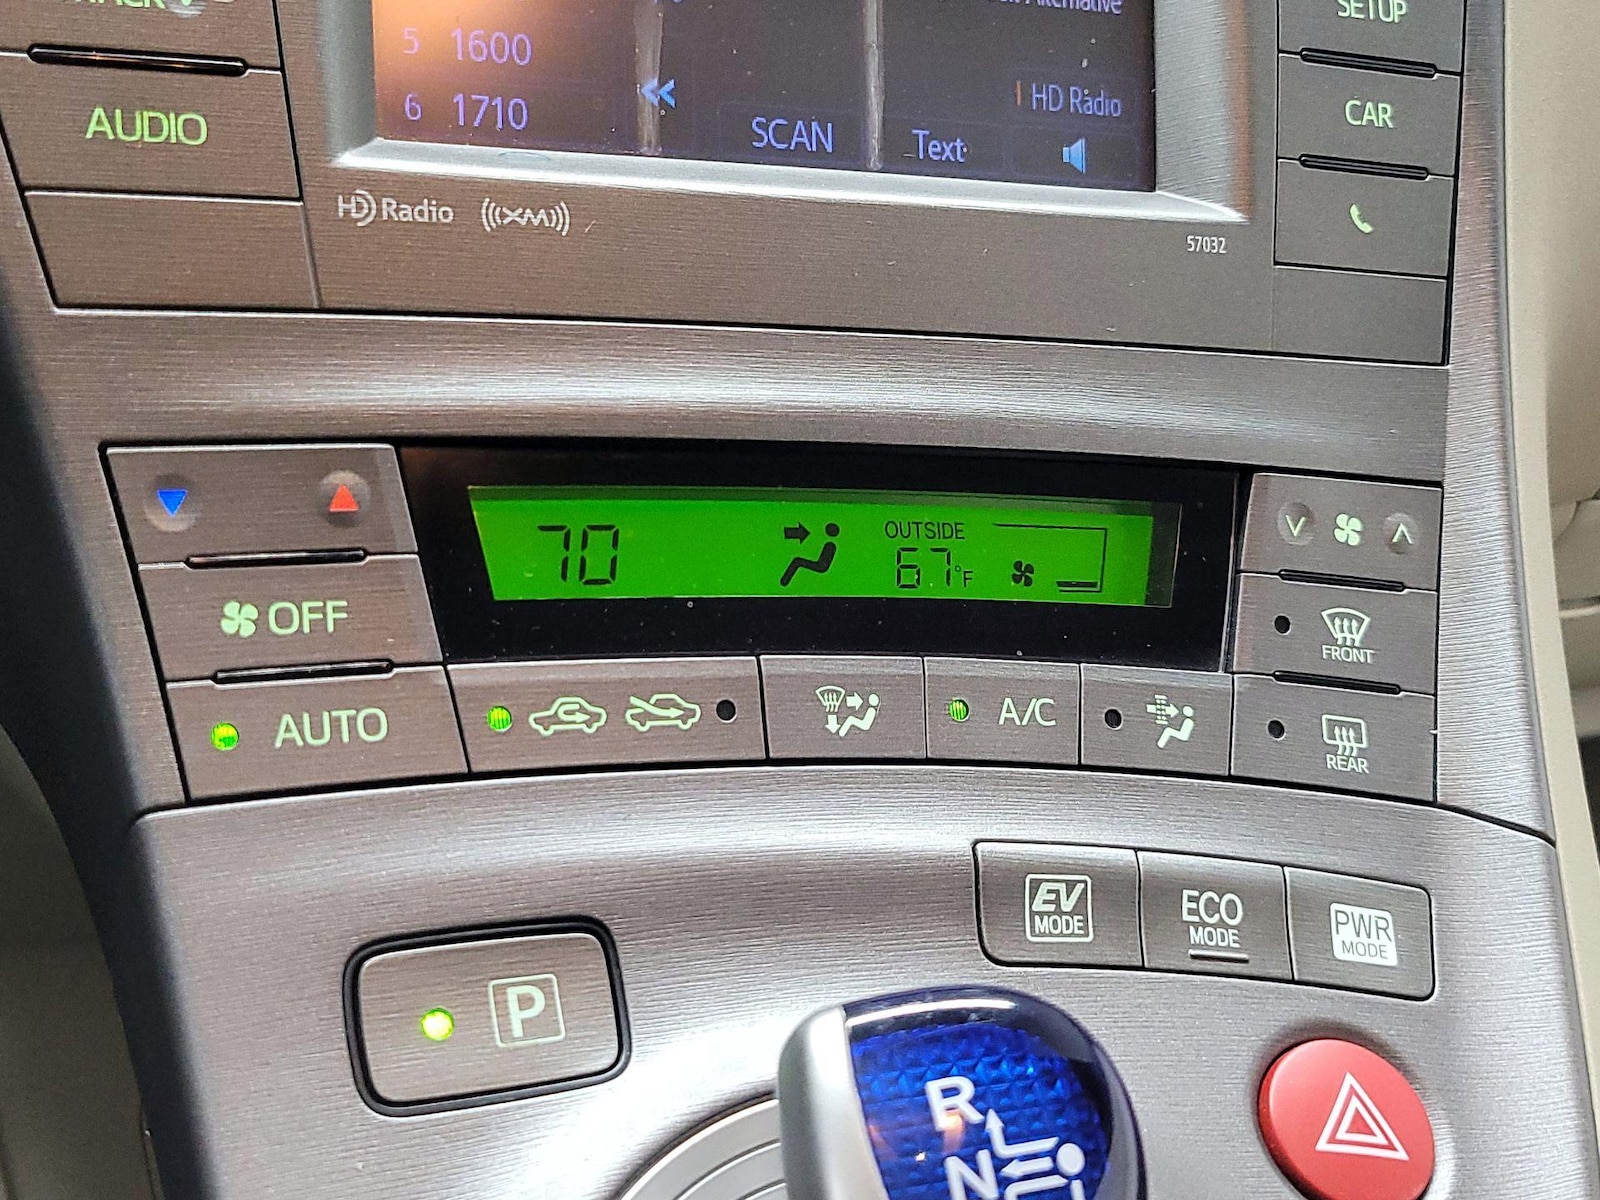 5 1600
6 1710
SCAN
Text
Alternative
HD Radio
SETUP
CAR
AUDIO
HD Radio ((XM))
57032
70
OUTSIDE
67°F
OFF
AUTO
A/C
FRONT
REAR
EV
MODE
ECO
MODE
PWR
MODE
P
R
N